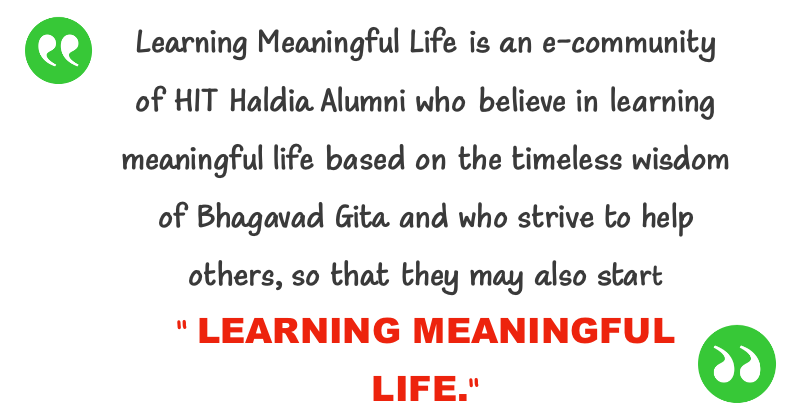 Learning Meaningful Life is an e-community
of HIT Haldia Alumni who believe in learning
meaningful life based on the timeless wisdom
of Bhagavad Gita and who strive to help
others, so that they may also start
" LEARNING MEANINGFUL
LIFE."